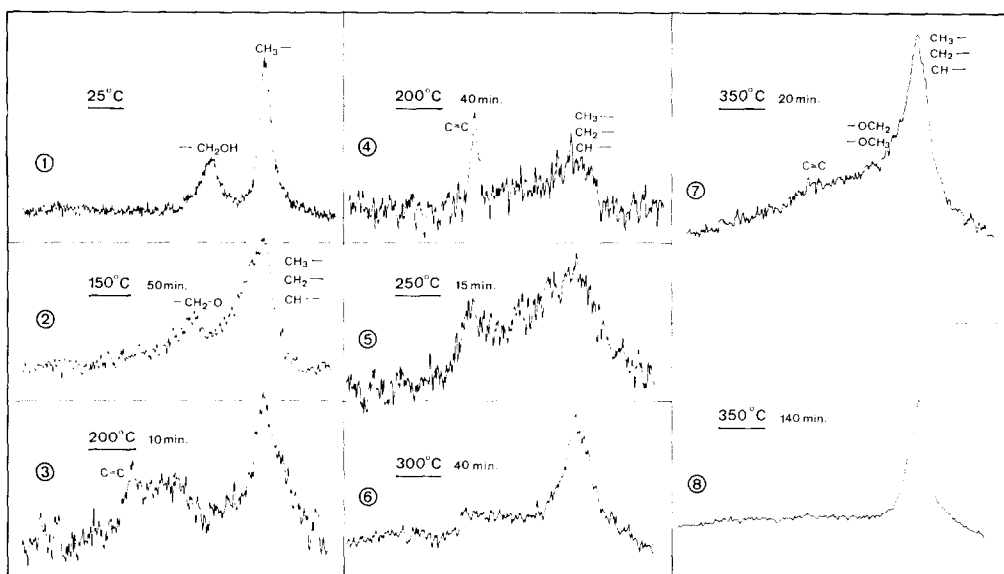 25°C
CH₃—
— CH₂OH
①
150°C 50min.
—CH₂-O
CH₃—
CH₂—
CH-—
②
200°C 10min.
C=C
③
200°C 40min.
C=C
CH₃—
CH₂—
CH—
④
250°C 15min.
⑤
300°C 40min.
⑥
350°C 20min.
CH₃—
CH₂—
CH—
—OCH₂
—OCH₃
C=C
⑦
350°C 140min.
⑧